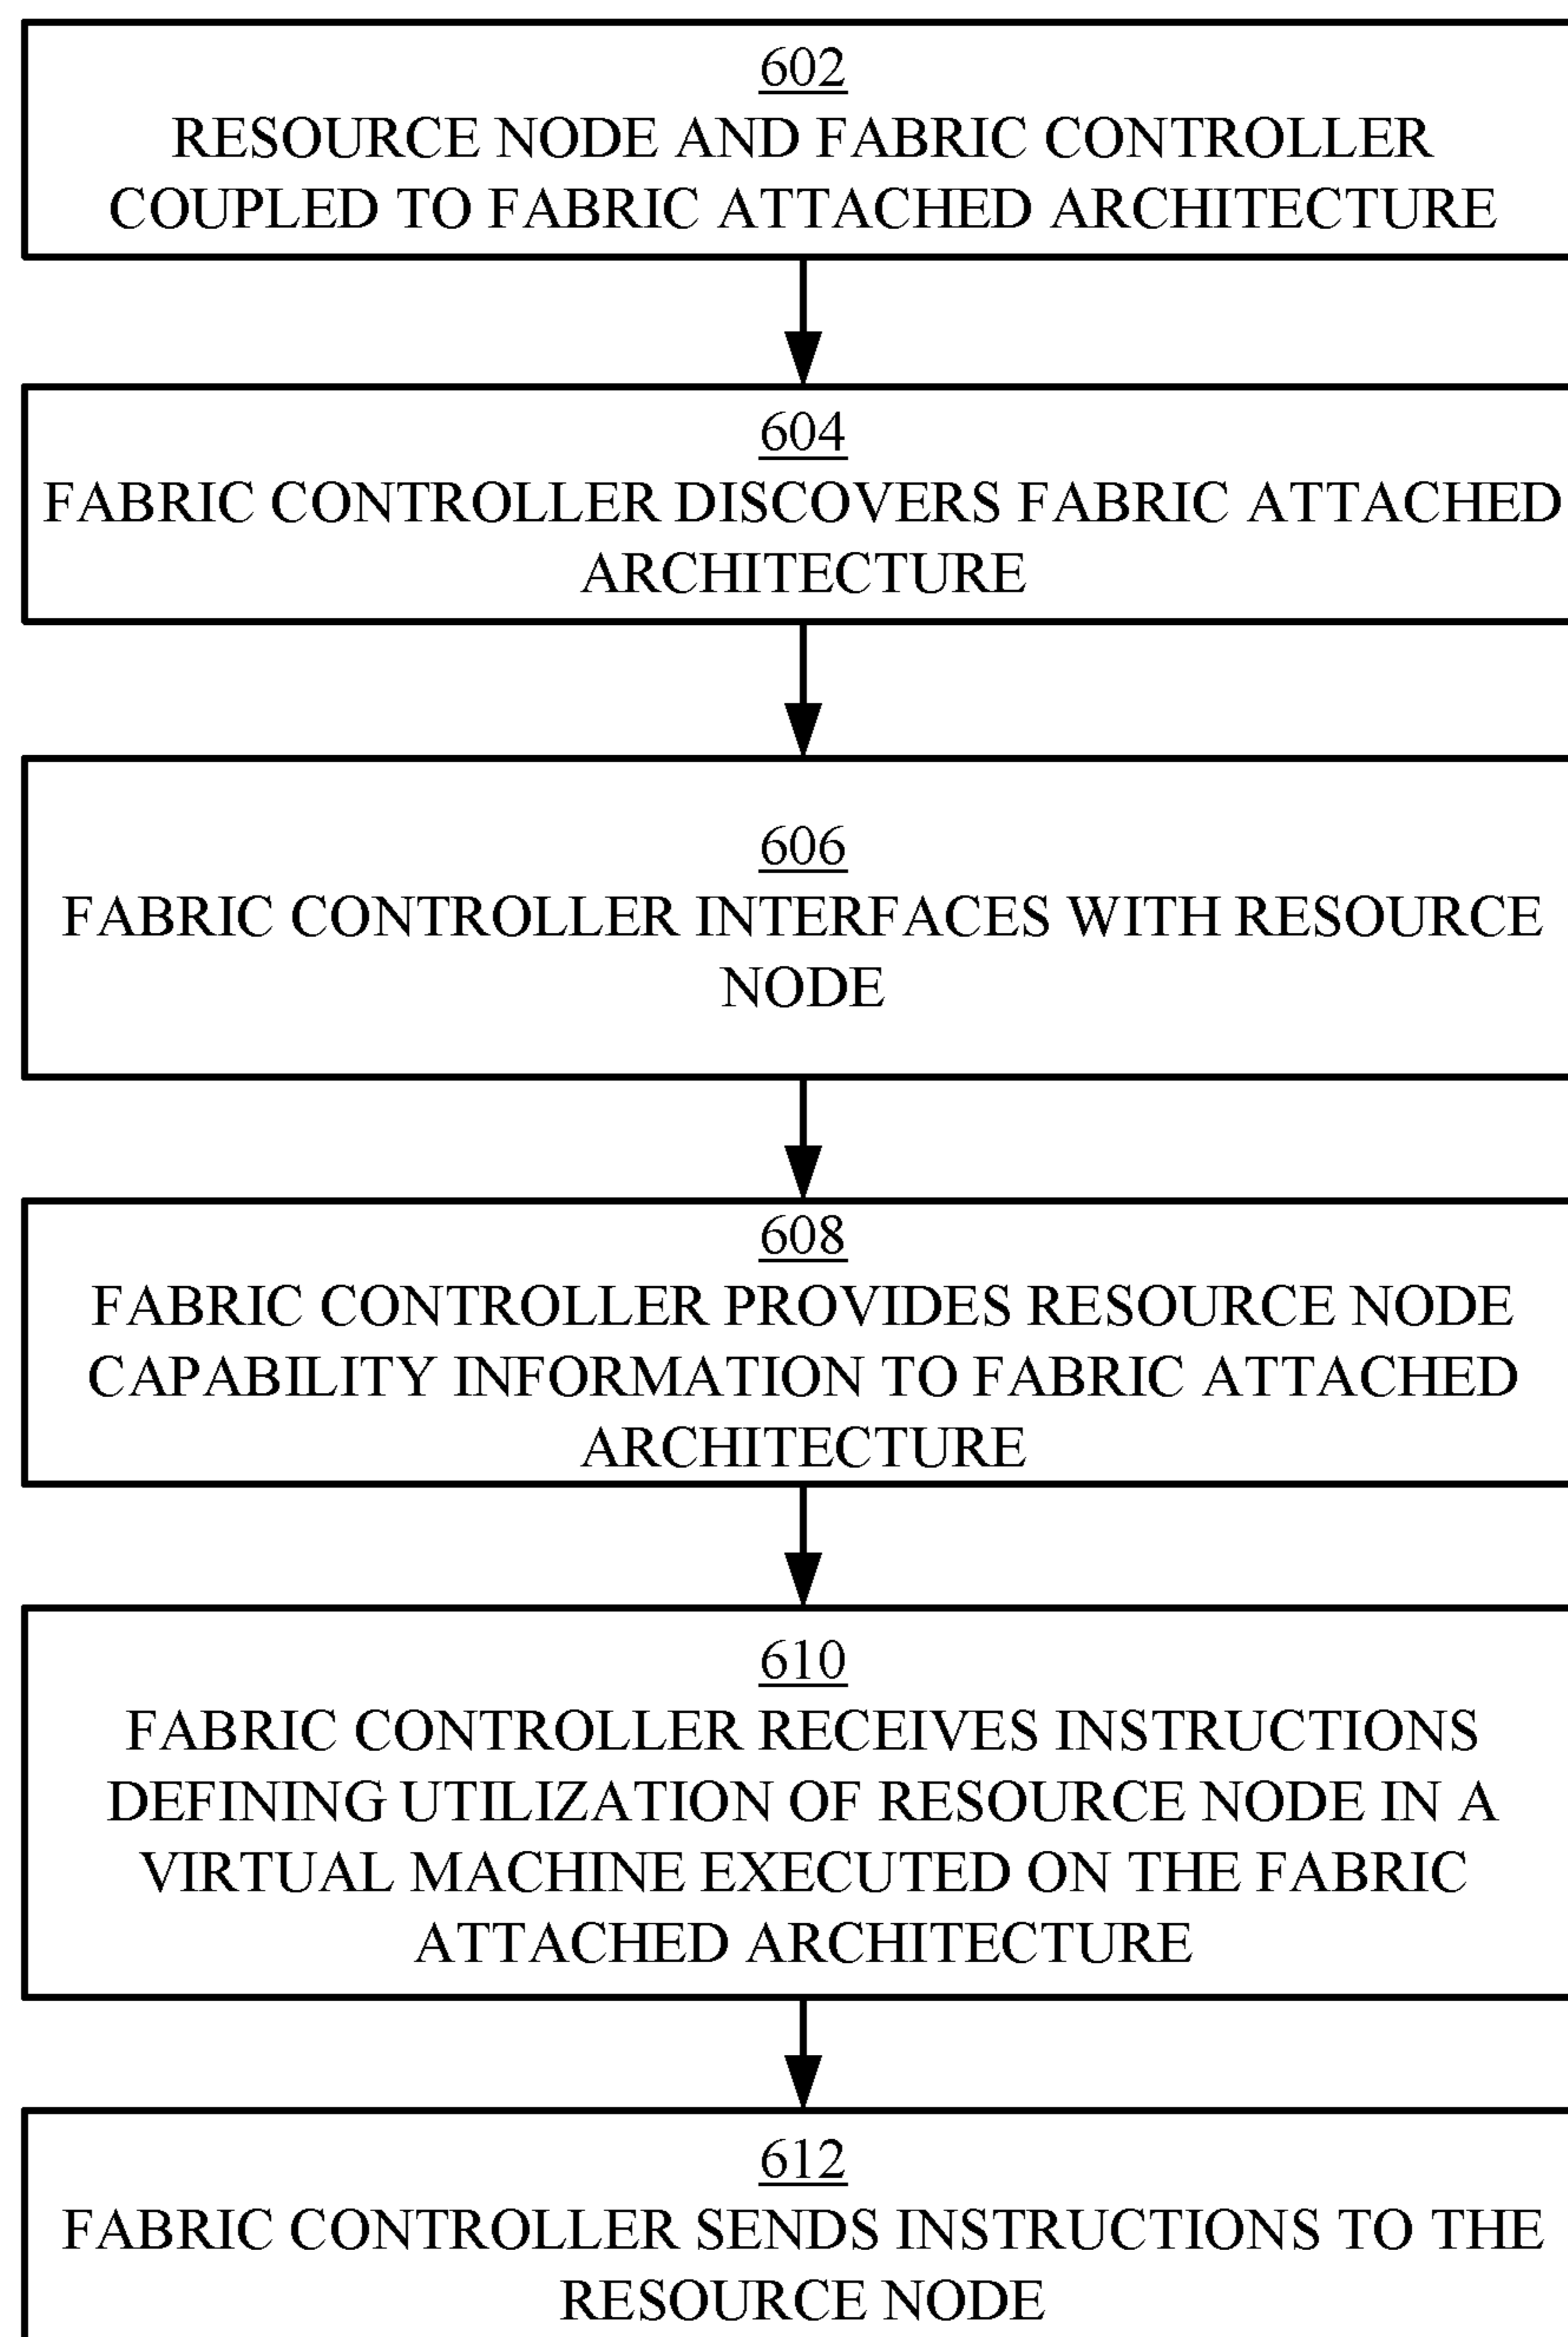 602
RESOURCE NODE AND FABRIC CONTROLLER
COUPLED TO FABRIC ATTACHED ARCHITECTURE
604
FABRIC CONTROLLER DISCOVERS FABRIC ATTACHED
ARCHITECTURE
606
FABRIC CONTROLLER INTERFACES WITH RESOURCE
NODE
608
FABRIC CONTROLLER PROVIDES RESOURCE NODE
CAPABILITY INFORMATION TO FABRIC ATTACHED
ARCHITECTURE
610
FABRIC CONTROLLER RECEIVES INSTRUCTIONS
DEFINING UTILIZATION OF RESOURCE NODE IN A
VIRTUAL MACHINE EXECUTED ON THE FABRIC
ATTACHED ARCHITECTURE
612
FABRIC CONTROLLER SENDS INSTRUCTIONS TO THE
RESOURCE NODE